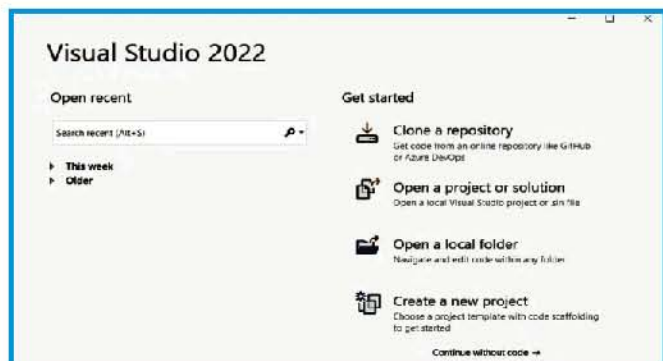 Visual Studio 2022
Open recent
Search recent (Alt+S)
This week
Older
Get started
Clone a repository
Get code from an online repository like GitHub
or Azure DevOps
Open a project or solution
Open a local Visual Studio project or .sln file
Open a local folder
Navigate and edit code within any folder
Create a new project
Choose a project template with code scaffolding
to get started
Continue without code →